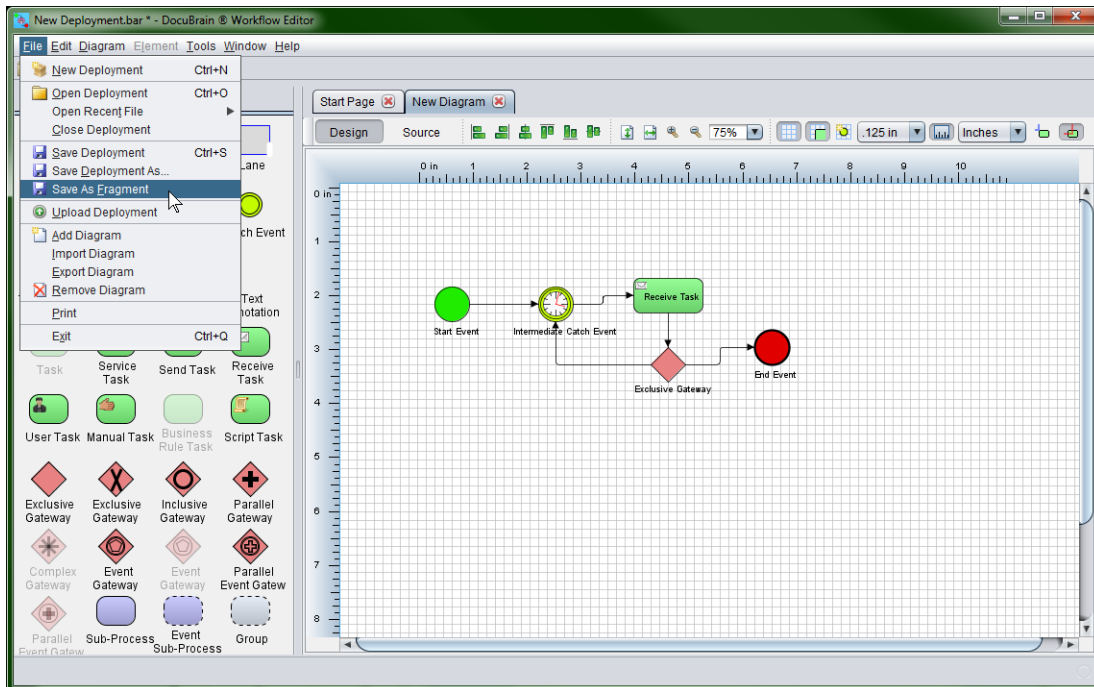 New Deployment.bar * - DocuBrain ® Workflow Editor
File Edit Diagram Element Tools Window Help
New Deployment Ctrl+N
Open Deployment Ctrl+O
Open Recent File
Close Deployment
Save Deployment Ctrl+S
Save Deployment As...
Save As Fragment
Upload Deployment
Add Diagram
Import Diagram
Export Diagram
Remove Diagram
Print
Exit Ctrl+Q
Lane
ch Event
Text
notation
Task
Service
Task
Send Task
Receive
Task
User Task
Manual Task
Business
Rule Task
Script Task
Exclusive
Gateway
Exclusive
Gateway
Inclusive
Gateway
Parallel
Gateway
Complex
Gateway
Event
Gateway
Event
Gateway
Parallel
Event Gatew
Parallel
Event Gatew
Sub-Process
Event
Sub-Process
Group
Start Page
New Diagram
Design Source 75% .125 in Inches
0 in 1 2 3 4 5 6 7 8 9 10
0 in
1
2
3
4
5
6
7
8
Start Event
Intermediate Catch Event
Receive Task
Exclusive Gateway
End Event